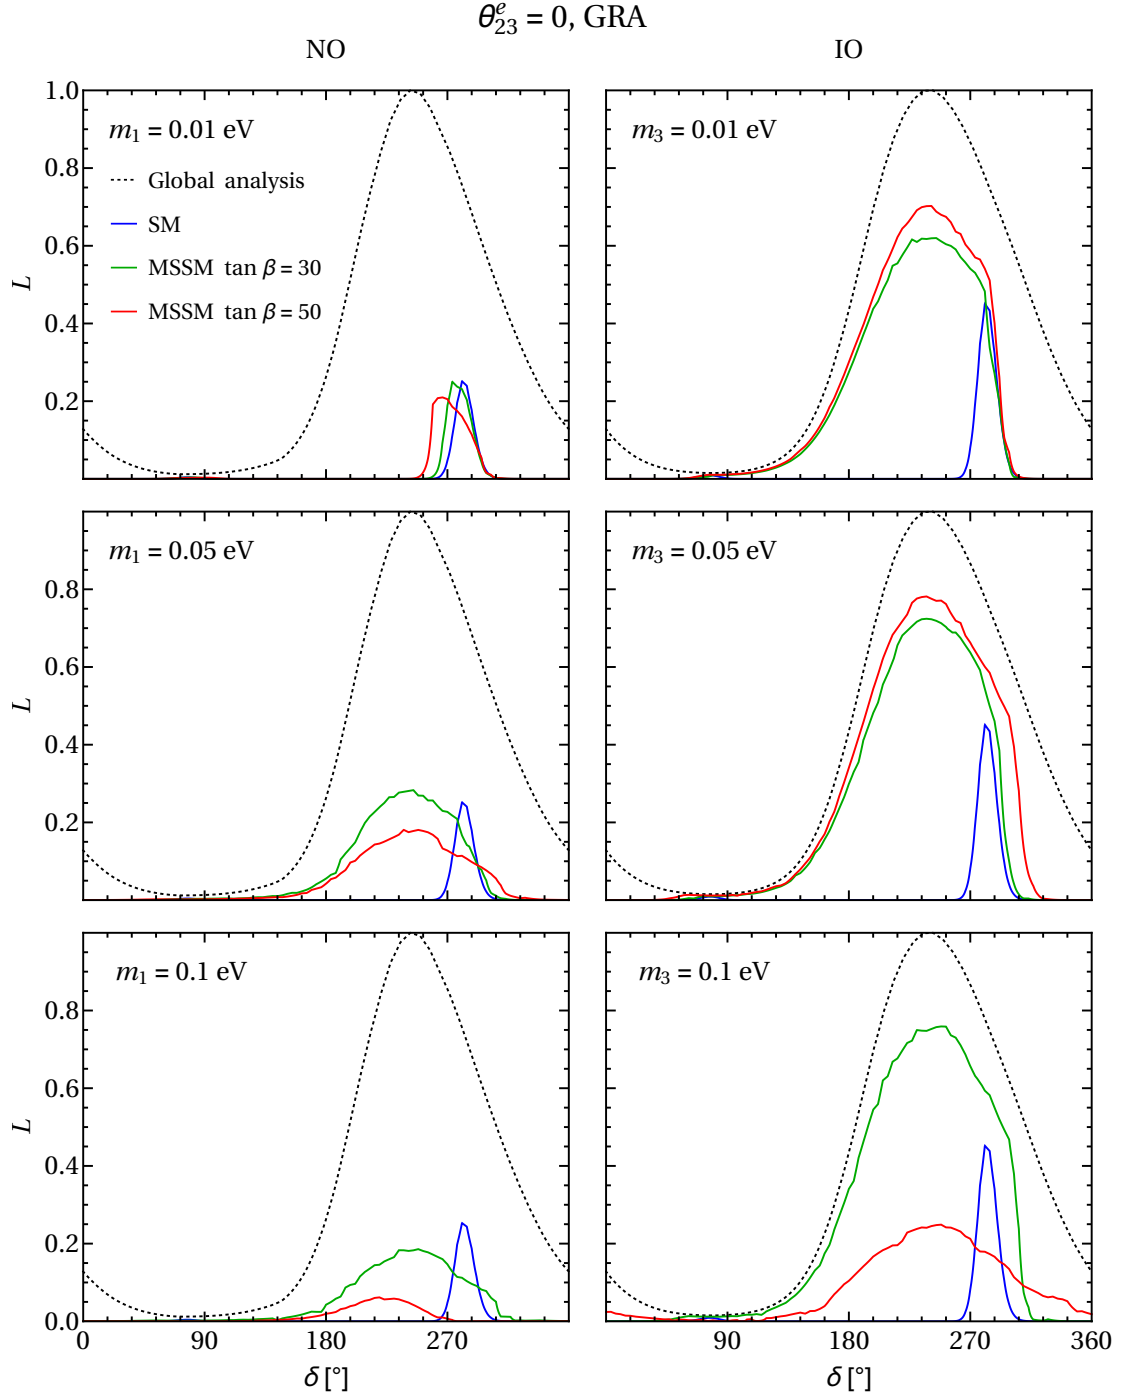 θ^e_23 = 0, GRA
NO
IO
1.0
0.8
0.6
0.4
0.2
L
m1 = 0.01 eV
Global analysis
SM
MSSM tan β = 30
MSSM tan β = 50
m3 = 0.01 eV
0.8
0.6
0.4
0.2
L
m1 = 0.05 eV
m3 = 0.05 eV
0.8
0.6
0.4
0.2
0.0
L
m1 = 0.1 eV
m3 = 0.1 eV
0 90 180 270
90 180 270 360
δ [°]
δ [°]